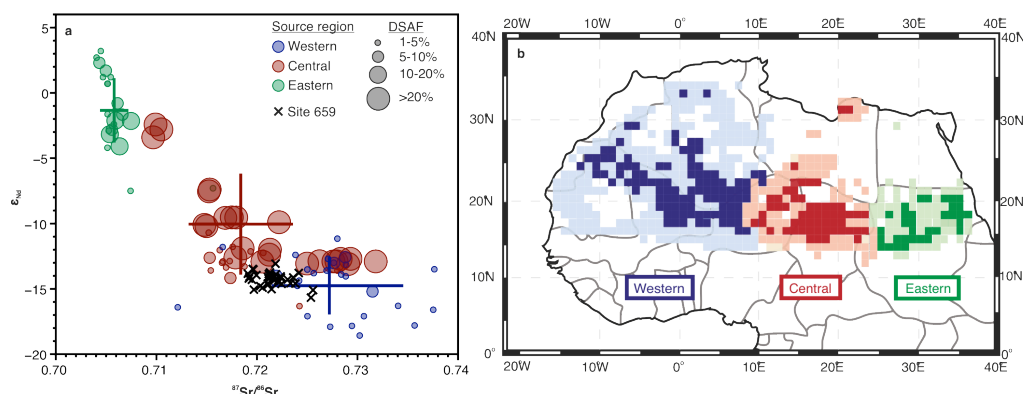 a
Source region
Western
Central
Eastern
Site 659
DSAF
1-5%
5-10%
10-20%
>20%
5
0
−5
−10
−15
−20
εNd
0.70
0.71
0.72
0.73
0.74
⁸⁷Sr/⁸⁶Sr
b
20W
10W
0°
10E
20E
30E
40E
40N
40N
30N
30N
20N
20N
10N
10N
0°
0°
Western
Central
Eastern
20W
10W
0°
10E
20E
30E
40E